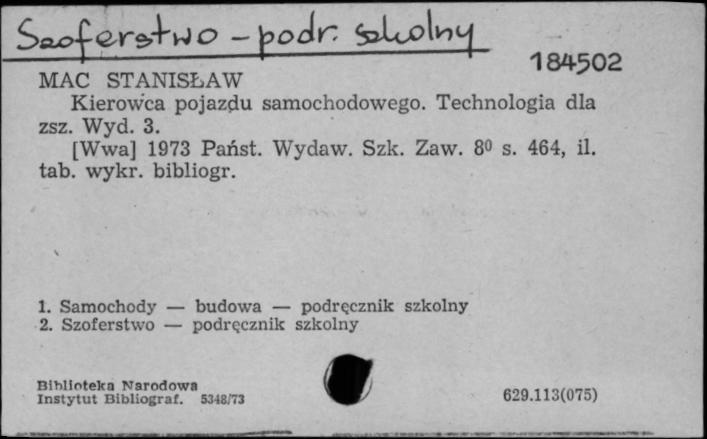 Szoferstwo – podr. szkolny
184502
MAC STANISŁAW
Kierowca pojazdu samochodowego. Technologia dla
zsz. Wyd. 3.
[Wwa] 1973 Państ. Wydaw. Szk. Zaw. 8⁰ s. 464, il.
tab. wykr. bibliogr.
1. Samochody — budowa — podręcznik szkolny
2. Szoferstwo — podręcznik szkolny
Biblioteka Narodowa
Instytut Bibliograf. 5348/73
629.113(075)